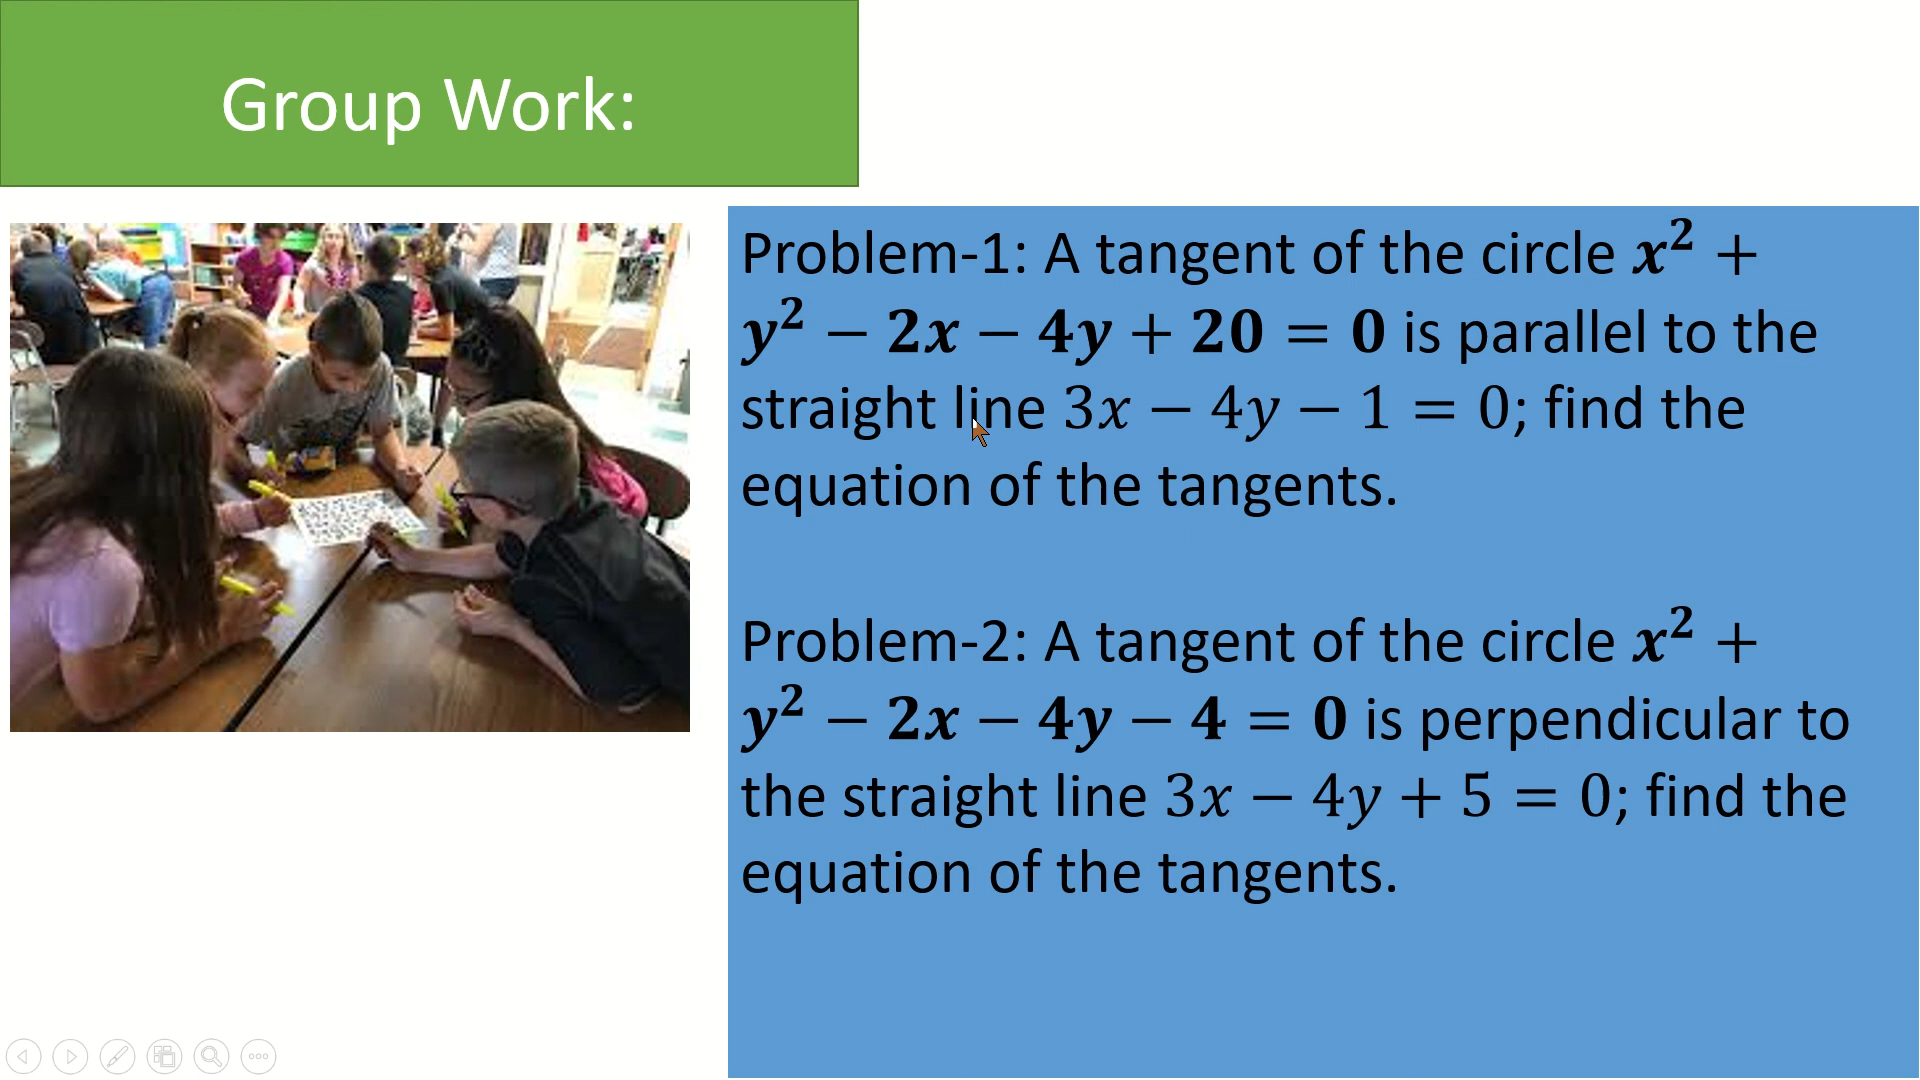 Group Work:
Problem-1: A tangent of the circle x² +
y² − 2x − 4y + 20 = 0 is parallel to the
straight line 3x − 4y − 1 = 0; find the
equation of the tangents.
Problem-2: A tangent of the circle x² +
y² − 2x − 4y − 4 = 0 is perpendicular to
the straight line 3x − 4y + 5 = 0; find the
equation of the tangents.